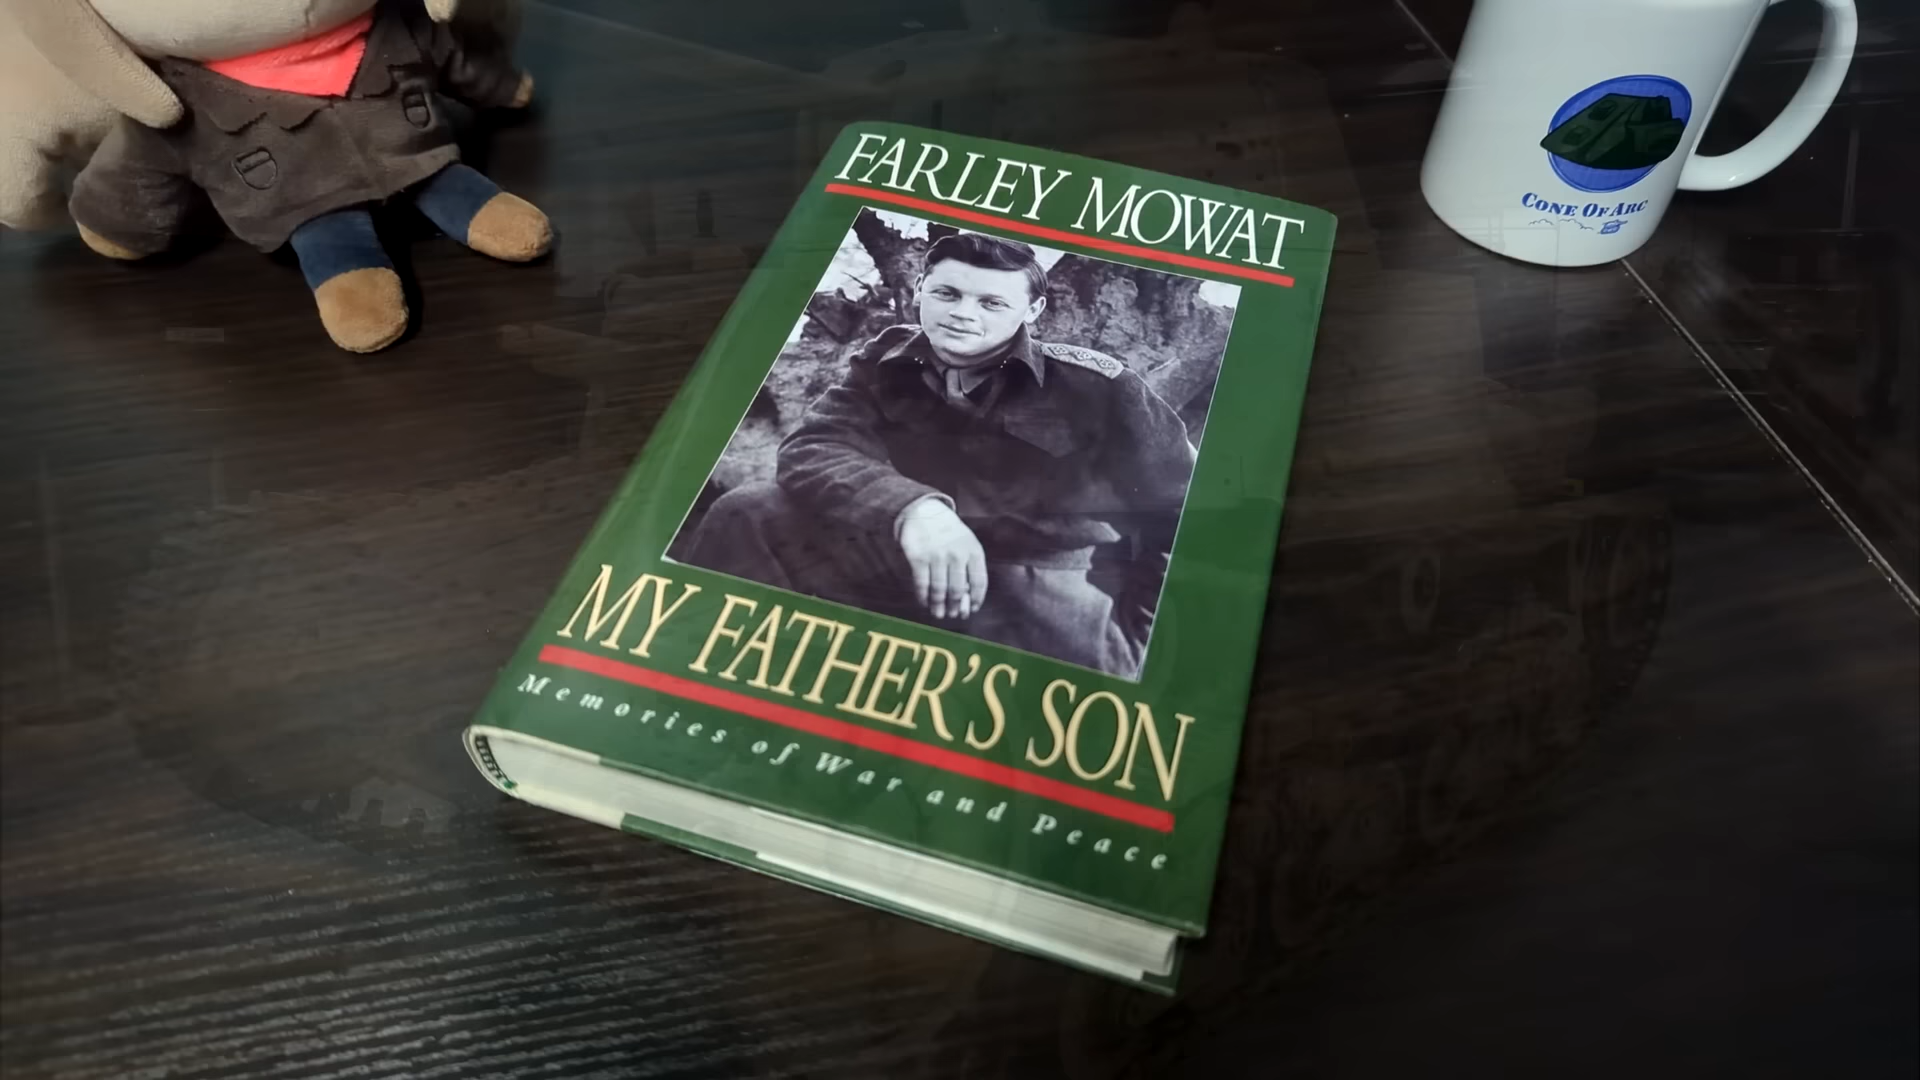 FARLEY MOWAT
MY FATHER'S SON
Memories of War and Peace
CONE OF ARC